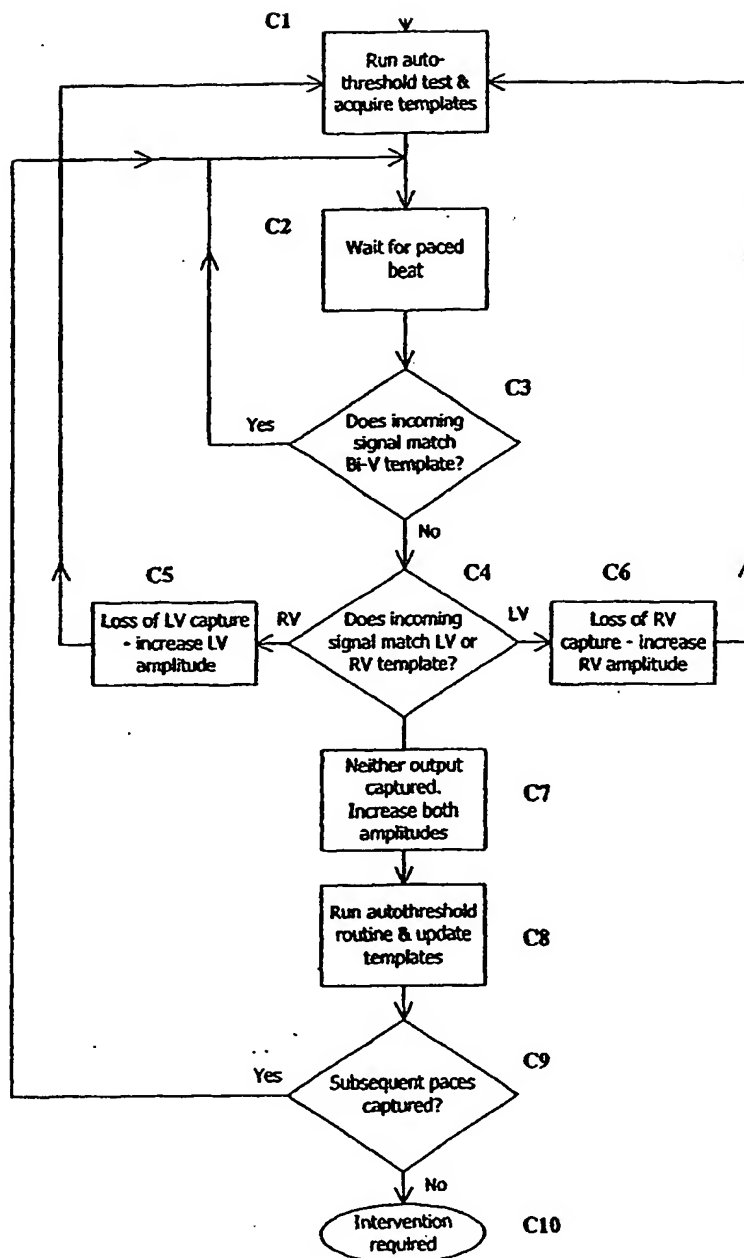 C1
Run auto-
threshold test &
acquire templates
C2
Wait for paced
beat
C3
Yes
Does incoming
signal match
Bi-V template?
No
C5
C4
C6
Loss of LV capture
- increase LV
amplitude
RV
Does incoming
signal match LV or
RV template?
LV
Loss of RV
capture - increase
RV amplitude
Neither output
captured.
Increase both
amplitudes
C7
Run autothreshold
routine & update
templates
C8
C9
Yes
Subsequent paces
captured?
No
Intervention
required
C10